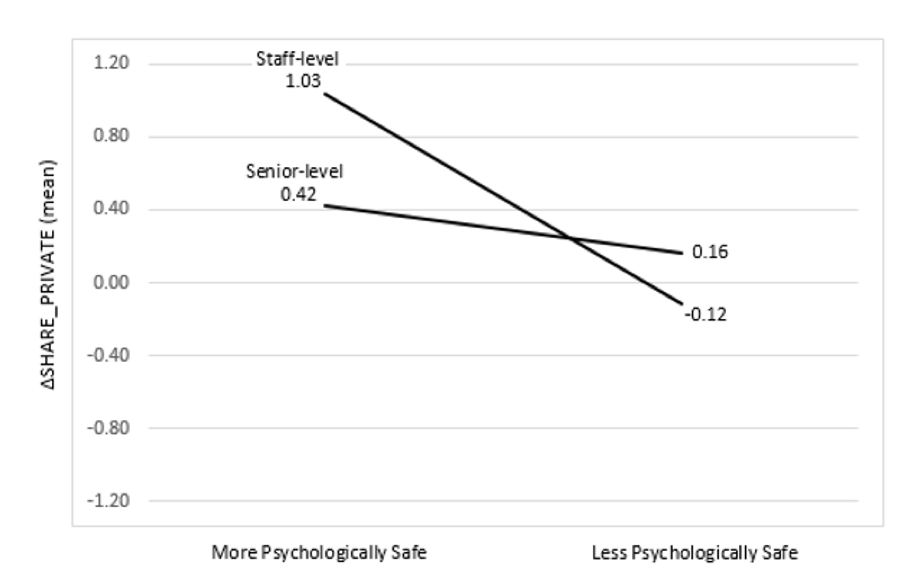 1.20
Staff-level
1.03
0.80
Senior-level
0.42
0.40
0.16
0.00
-0.12
-0.40
-0.80
-1.20
ΔSHARE_PRIVATE (mean)
More Psychologically Safe
Less Psychologically Safe